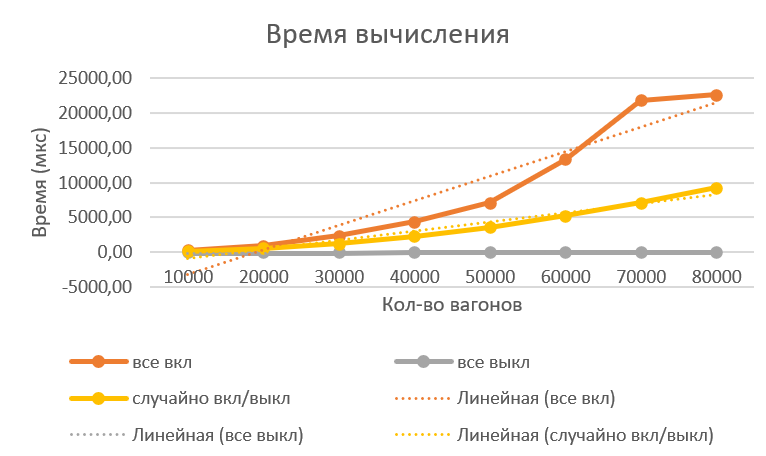 Время вычисления
25000,00
20000,00
15000,00
10000,00
5000,00
0,00
-5000,00
Время (мкс)
10000 20000 30000 40000 50000 60000 70000 80000
Кол-во вагонов
все вкл все выкл
случайно вкл/выкл Линейная (все вкл)
Линейная (все выкл) Линейная (случайно вкл/выкл)